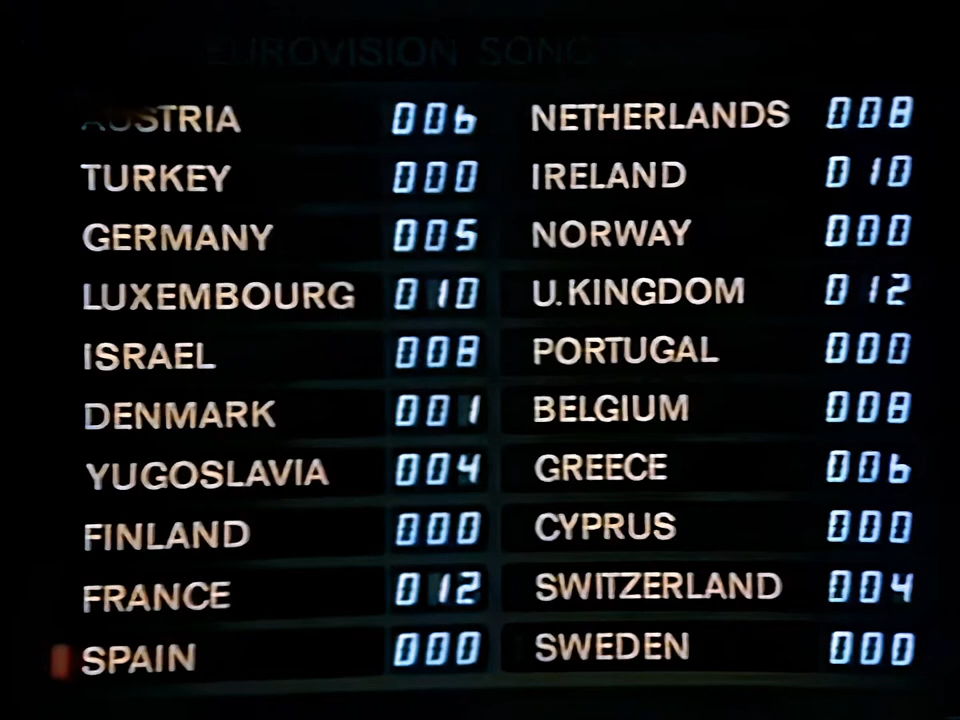 EUROVISION SONG
AUSTRIA 006 NETHERLANDS 008
TURKEY 000 IRELAND 010
GERMANY 005 NORWAY 000
LUXEMBOURG 010 U.KINGDOM 012
ISRAEL 008 PORTUGAL 000
DENMARK 001 BELGIUM 008
YUGOSLAVIA 004 GREECE 006
FINLAND 000 CYPRUS 000
FRANCE 012 SWITZERLAND 004
SPAIN 000 SWEDEN 000